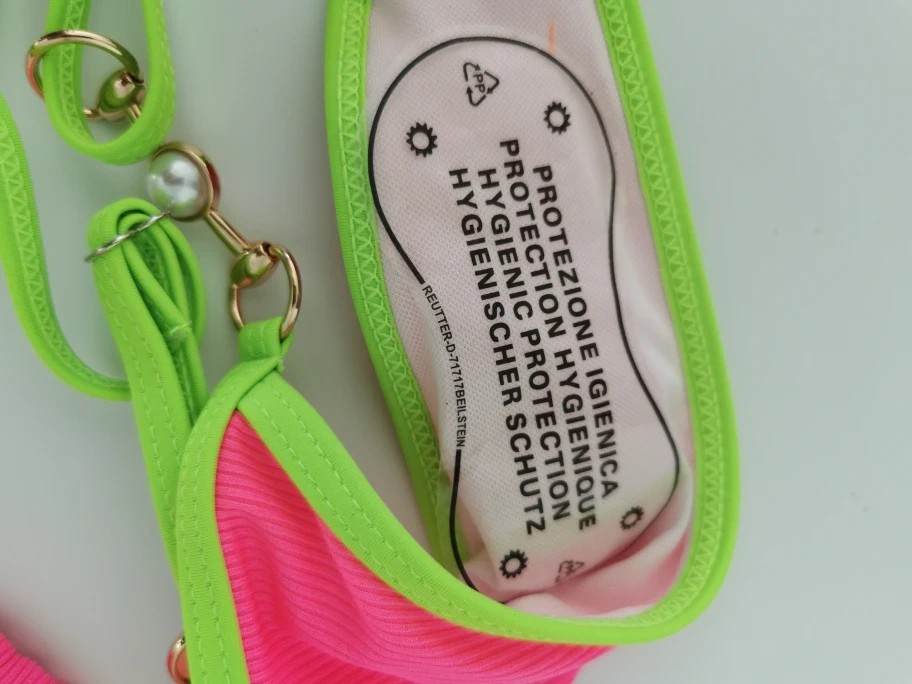 PP
PROTEZIONE IGIENICA
PROTECTION HYGIENIQUE
HYGIENIC PROTECTION
HYGIENISCHER SCHUTZ
REUTTER-D-71717BEILSTEIN